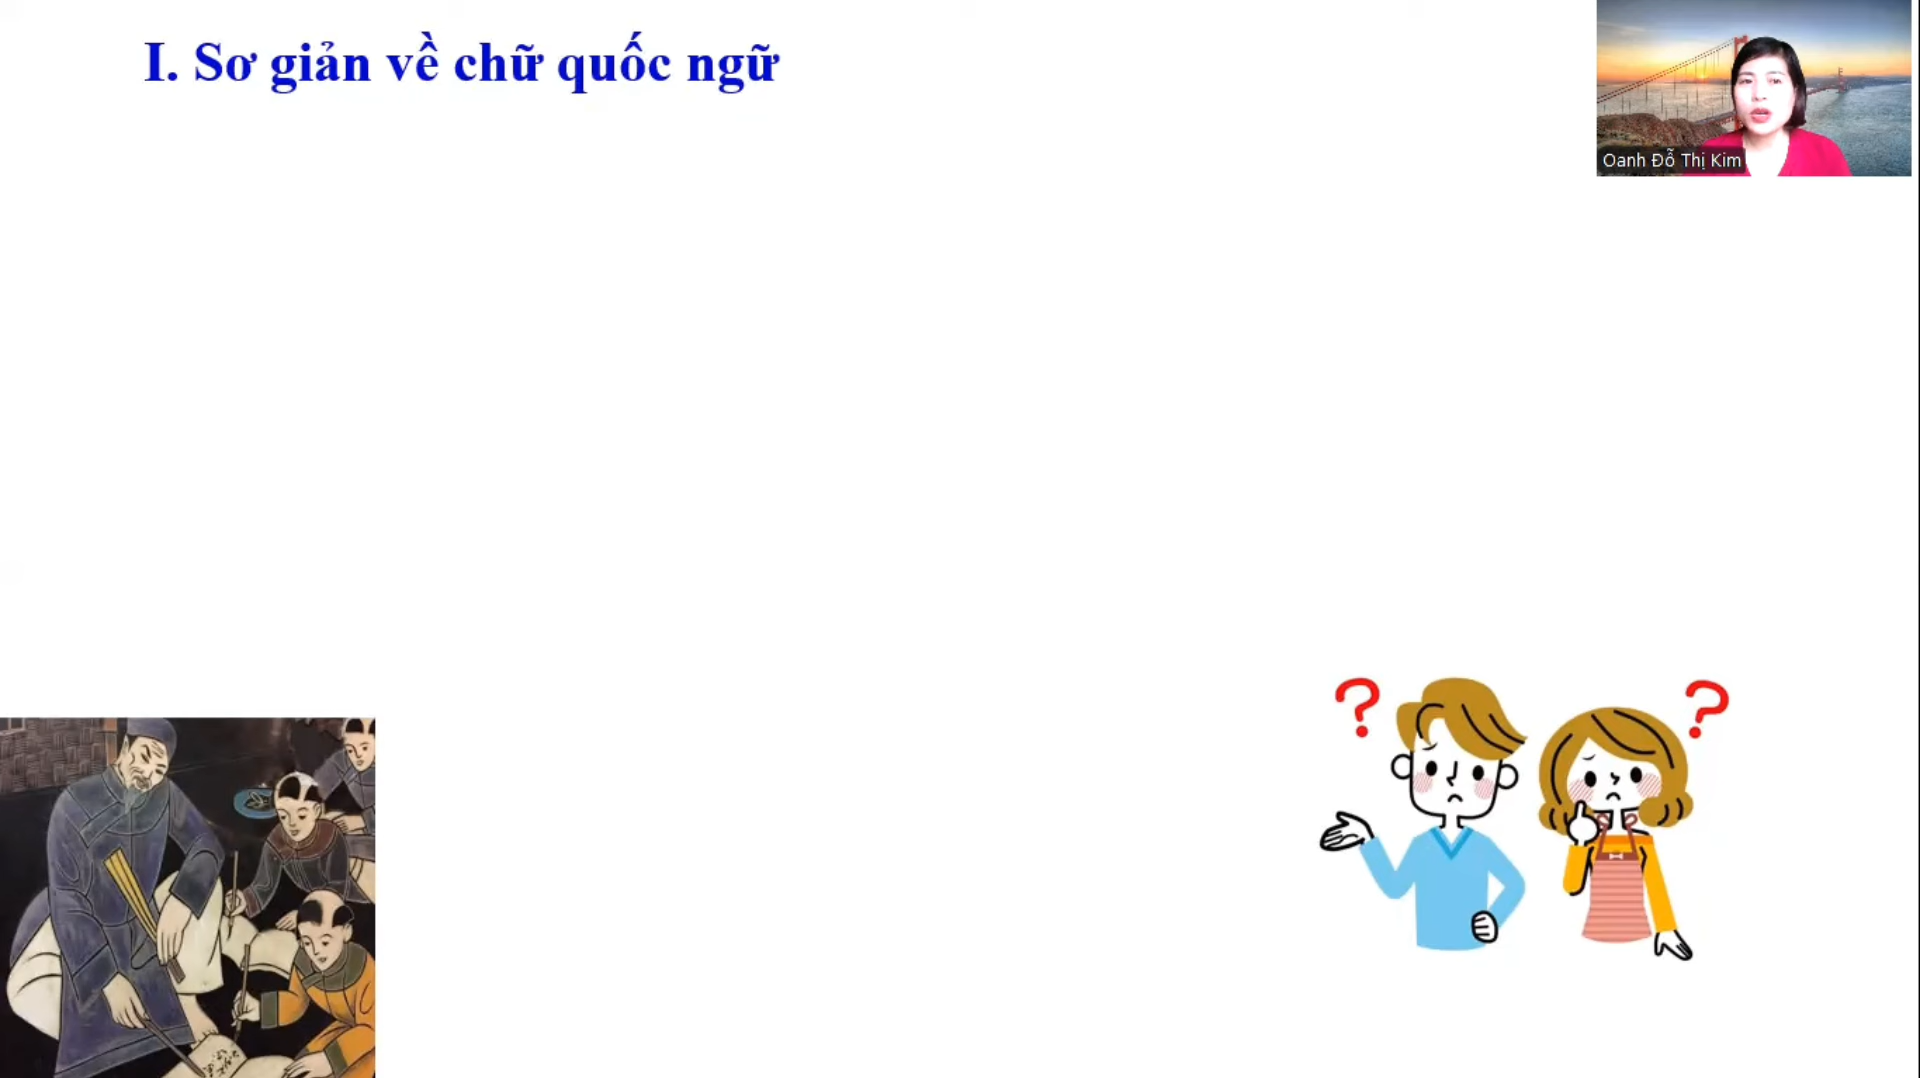 I. Sơ giản về chữ quốc ngữ
Oanh Đỗ Thị Kim
? ?